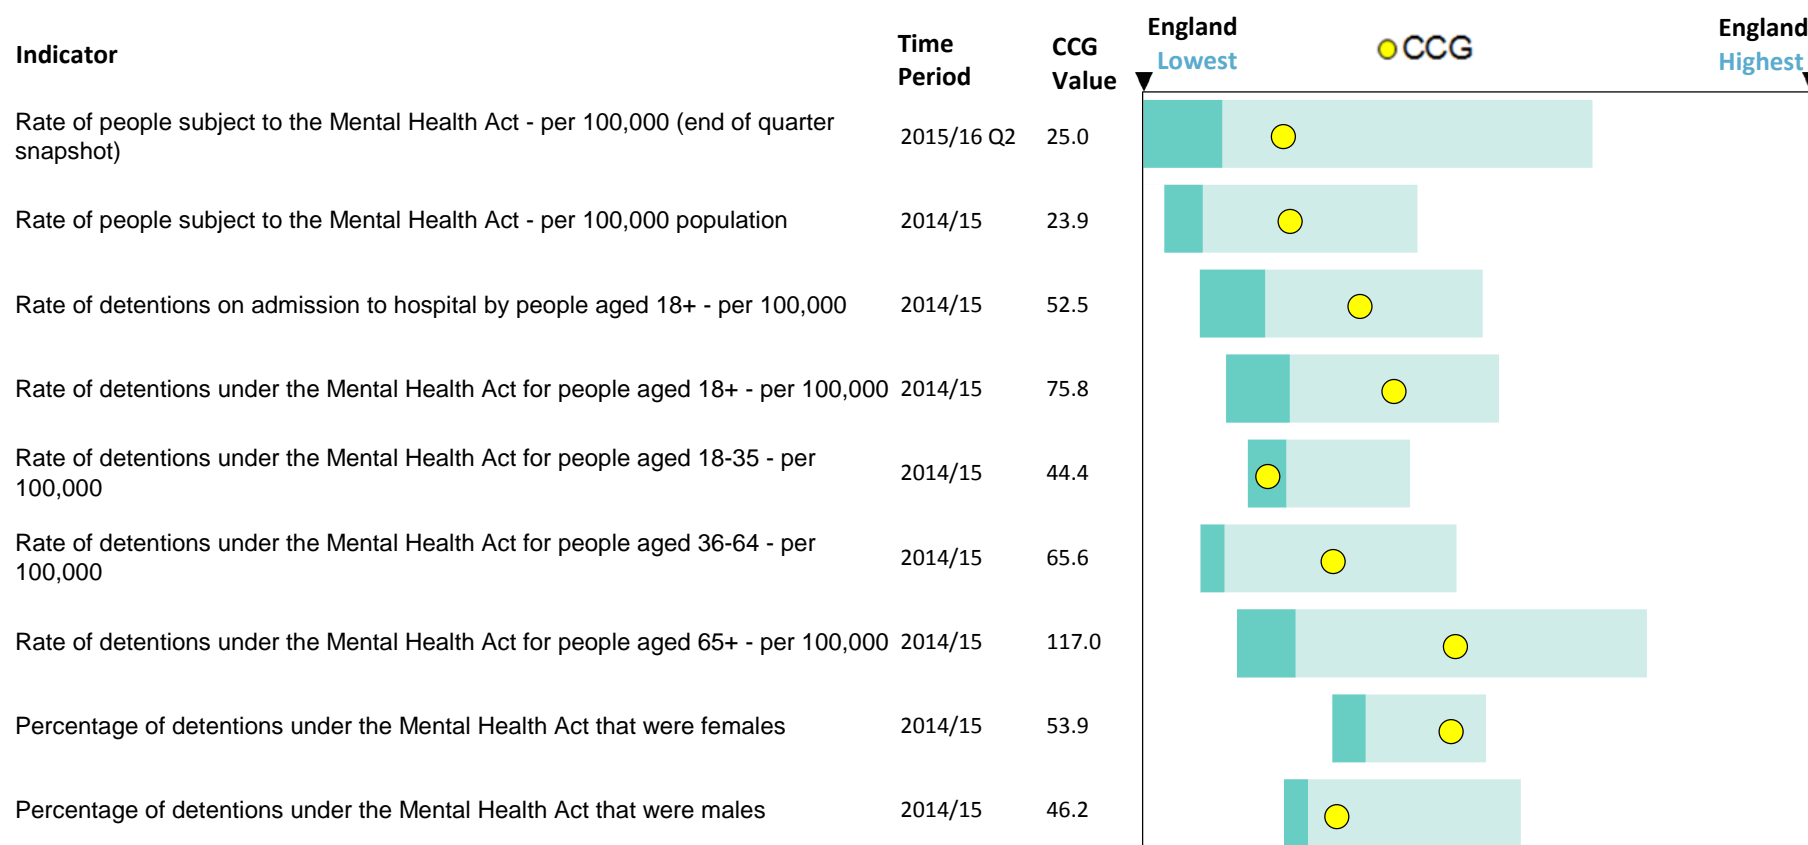 Indicator
Time
Period
CCG
Value
England
Lowest
CCG
England
Highest
Rate of people subject to the Mental Health Act - per 100,000 (end of quarter
snapshot)
2015/16 Q2
25.0
Rate of people subject to the Mental Health Act - per 100,000 population
2014/15
23.9
Rate of detentions on admission to hospital by people aged 18+ - per 100,000
2014/15
52.5
Rate of detentions under the Mental Health Act for people aged 18+ - per 100,000
2014/15
75.8
Rate of detentions under the Mental Health Act for people aged 18-35 - per
100,000
2014/15
44.4
Rate of detentions under the Mental Health Act for people aged 36-64 - per
100,000
2014/15
65.6
Rate of detentions under the Mental Health Act for people aged 65+ - per 100,000
2014/15
117.0
Percentage of detentions under the Mental Health Act that were females
2014/15
53.9
Percentage of detentions under the Mental Health Act that were males
2014/15
46.2